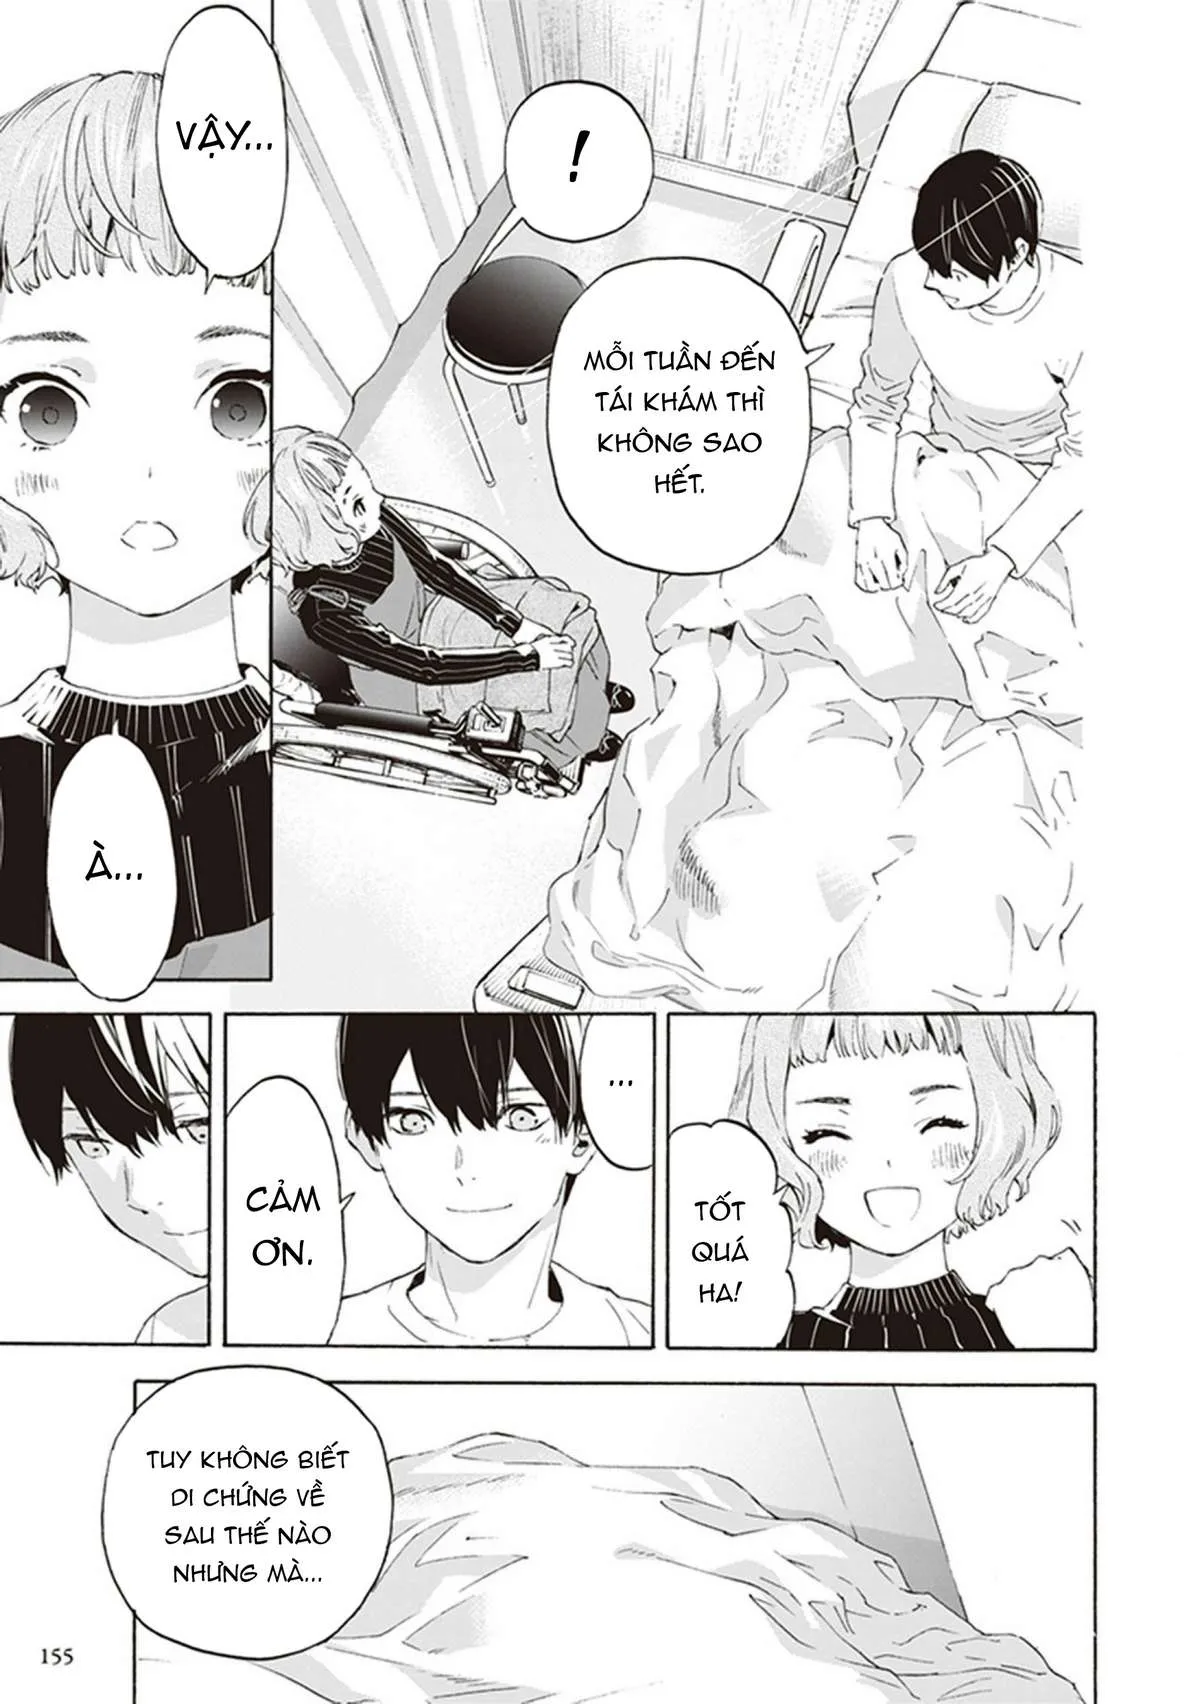 !
MỖI TUẦN ĐẾN
TÁI KHÁM THÌ
KHÔNG SAO
HẾT.
VẬY...
À...
TỐT
QUÁ
HA!
...
CẢM
ƠN.
TUY KHÔNG BIẾT
DI CHỨNG VỀ
SAU THẾ NÀO
NHƯNG MÀ...
155